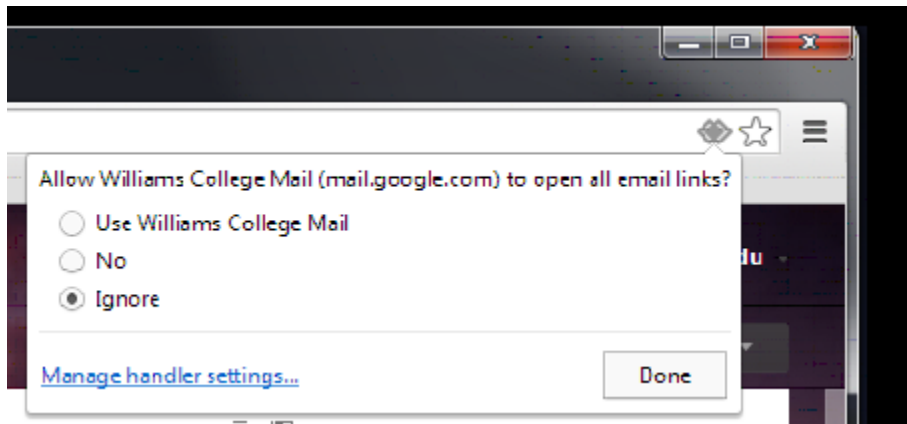 Allow Williams College Mail (mail.google.com) to open all email links?
Use Williams College Mail
No
du
Ignore
Manage handler settings...
Done